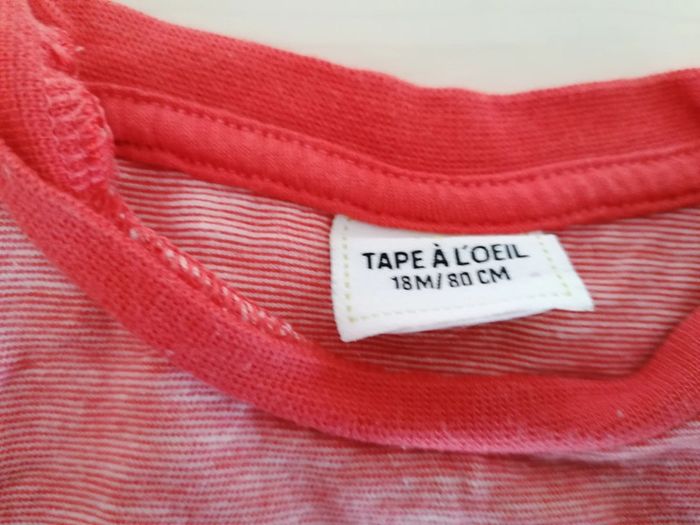 TAPE À L'OEIL
18M/80 CM